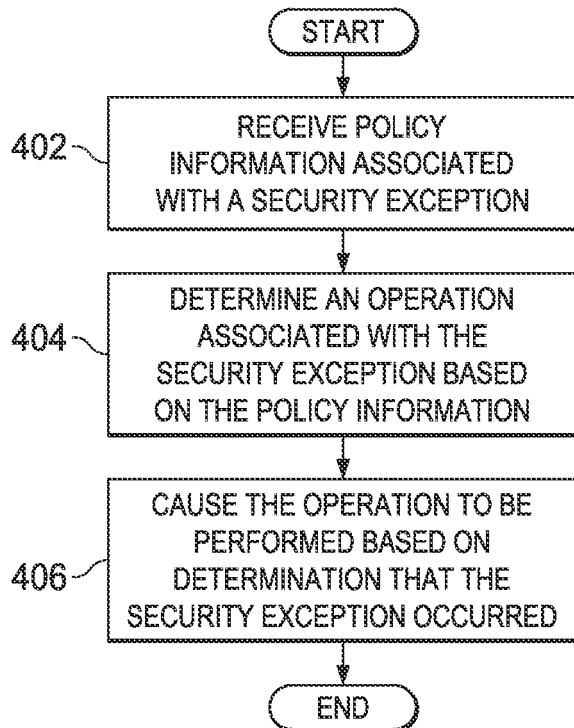 START
402
RECEIVE POLICY
INFORMATION ASSOCIATED
WITH A SECURITY EXCEPTION
404
DETERMINE AN OPERATION
ASSOCIATED WITH THE
SECURITY EXCEPTION BASED
ON THE POLICY INFORMATION
406
CAUSE THE OPERATION TO BE
PERFORMED BASED ON
DETERMINATION THAT THE
SECURITY EXCEPTION OCCURRED
END